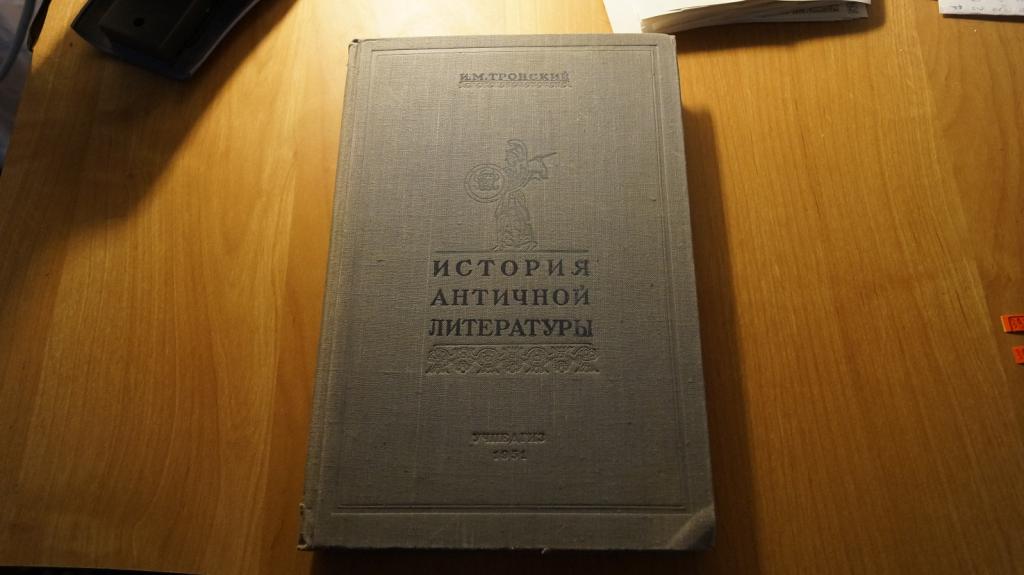 И.М.ТРОНСКИЙ
ИСТОРИЯ
АНТИЧНОЙ
ЛИТЕРАТУРЫ
УЧПЕДГИЗ
1951